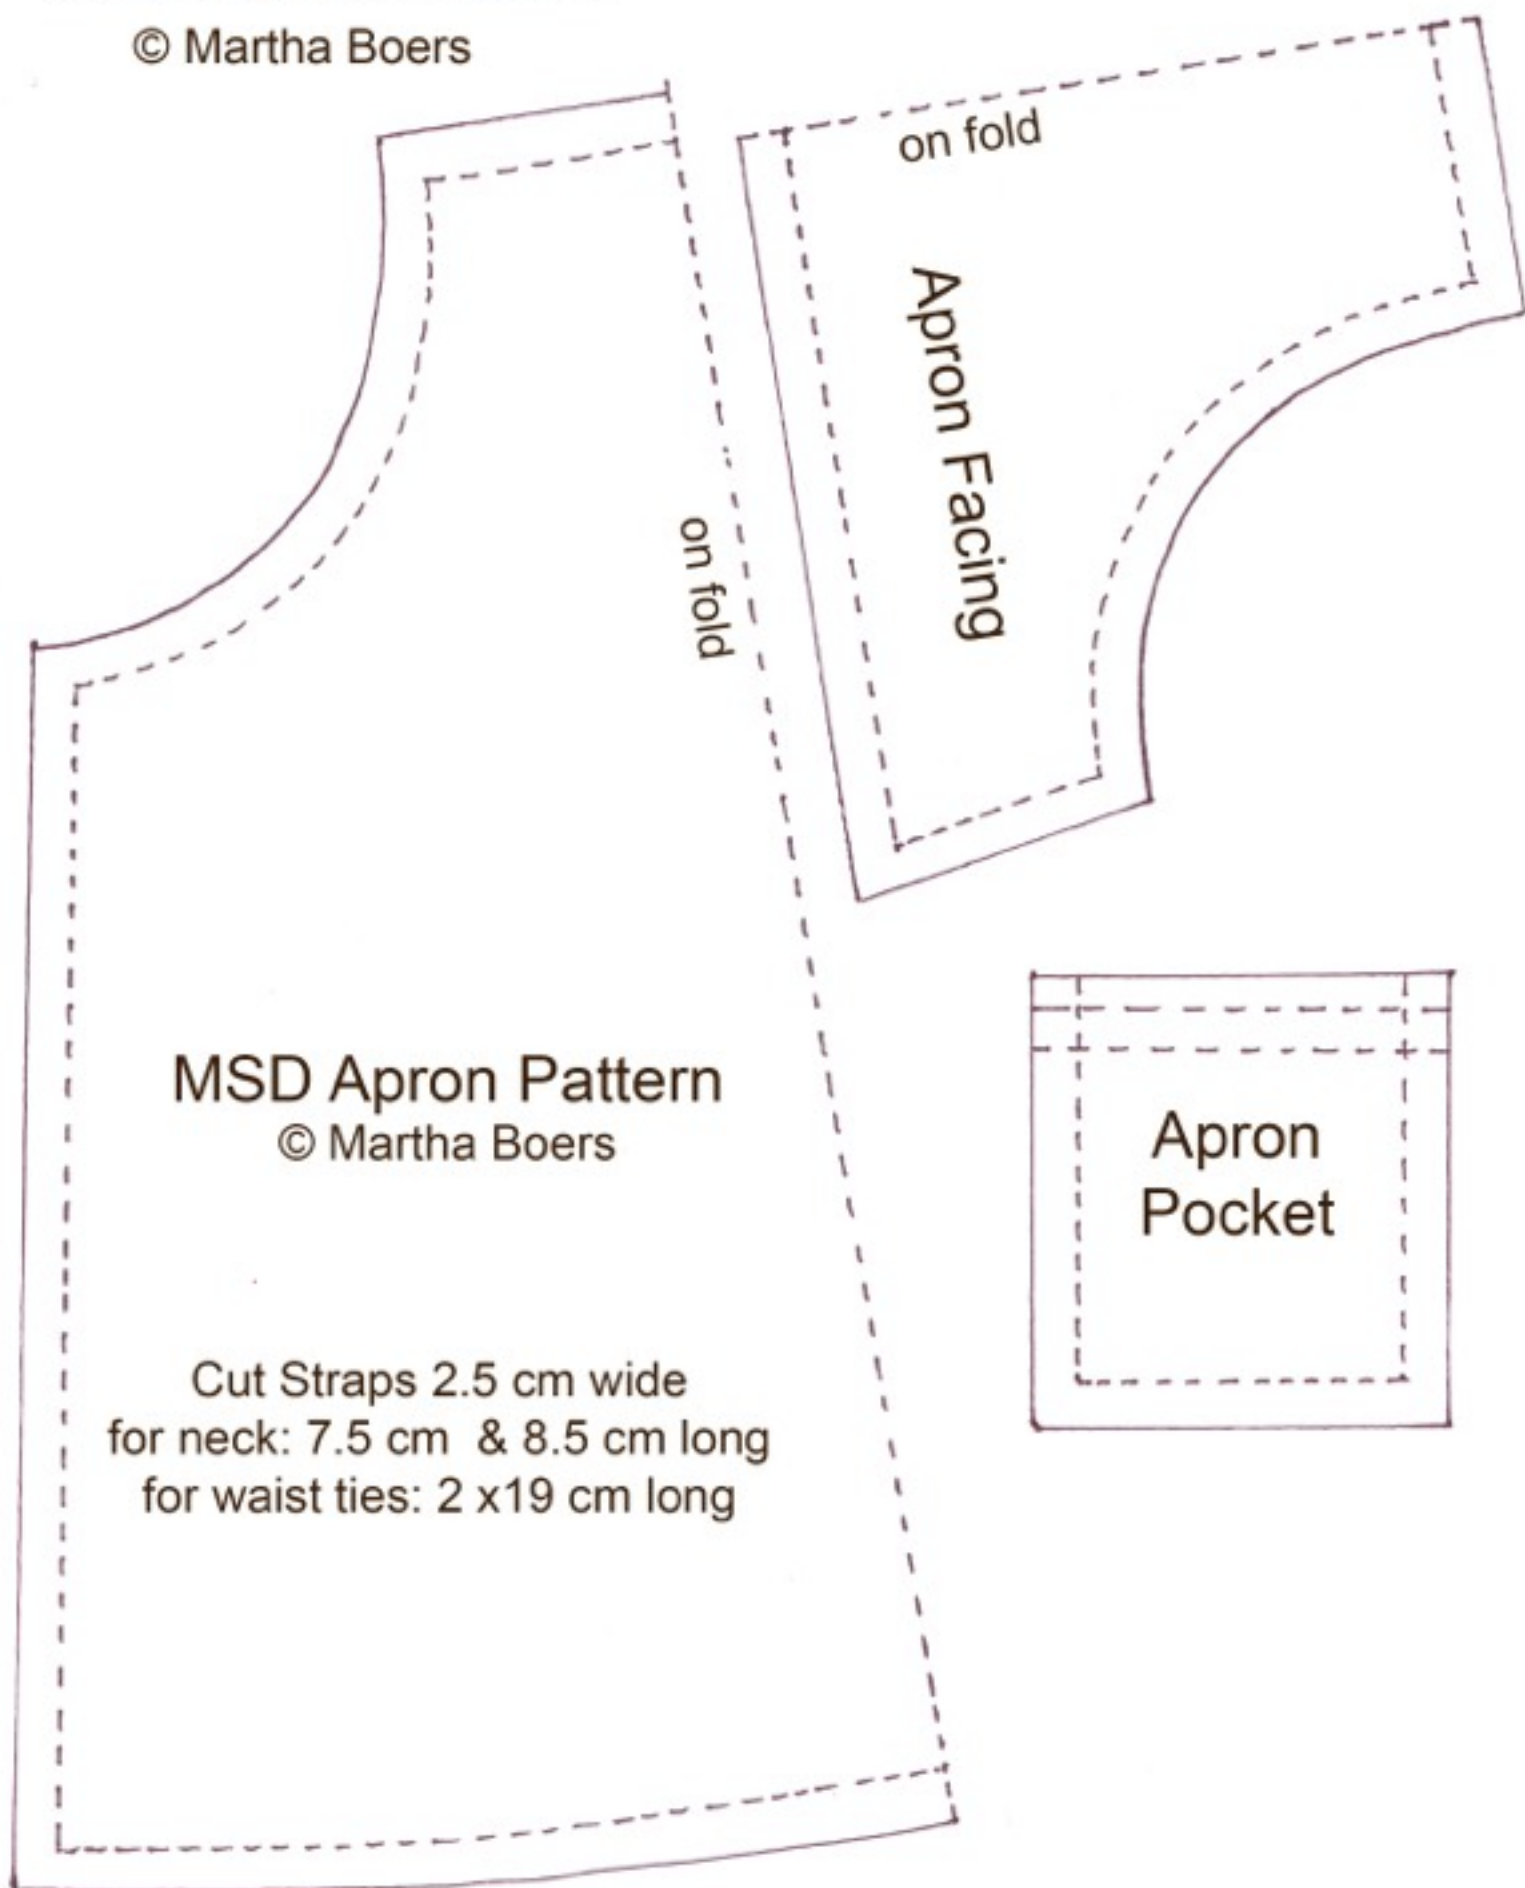 © Martha Boers
on fold
Apron Facing
on fold
MSD Apron Pattern
© Martha Boers
Apron
Pocket
Cut Straps 2.5 cm wide
for neck: 7.5 cm & 8.5 cm long
for waist ties: 2 x19 cm long